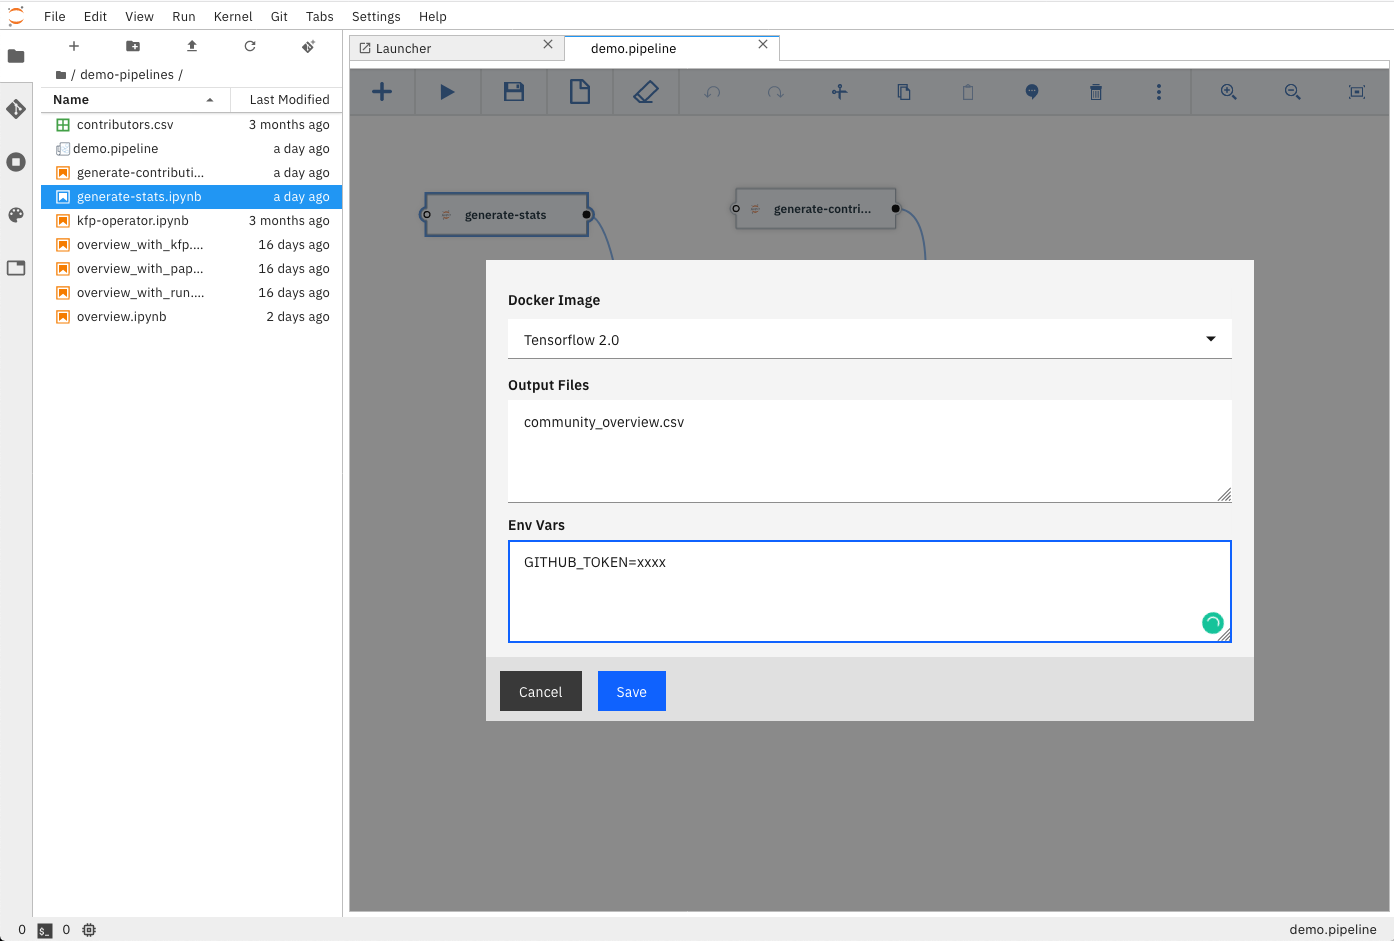 File Edit View Run Kernel Git Tabs Settings Help
Launcher
demo.pipeline
/ demo-pipelines /
Name Last Modified
contributors.csv 3 months ago
demo.pipeline a day ago
generate-contributi... a day ago
generate-stats.ipynb a day ago
kfp-operator.ipynb 3 months ago
overview_with_kfp.... 16 days ago
overview_with_pap... 16 days ago
overview_with_run.... 16 days ago
overview.ipynb 2 days ago
generate-stats
generate-contri...
Docker Image
Tensorflow 2.0
Output Files
community_overview.csv
Env Vars
GITHUB_TOKEN=xxxx
Cancel Save
0 $_ 0 demo.pipeline